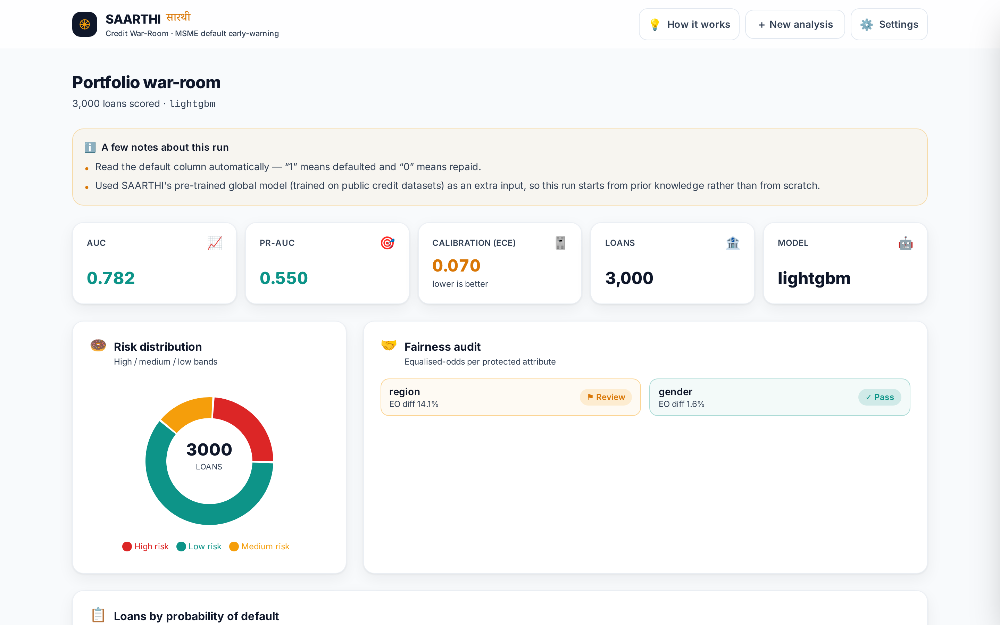 SAARTHI सारथी
Credit War-Room · MSME default early-warning
How it works
+ New analysis
Settings
Portfolio war-room
3,000 loans scored · lightgbm
A few notes about this run
• Read the default column automatically — “1” means defaulted and “0” means repaid.
• Used SAARTHI's pre-trained global model (trained on public credit datasets) as an extra input, so this run starts from prior knowledge rather than from scratch.
AUC
0.782
PR-AUC
0.550
CALIBRATION (ECE)
0.070
lower is better
LOANS
3,000
MODEL
lightgbm
Risk distribution
High / medium / low bands
3000
LOANS
High risk
Low risk
Medium risk
Fairness audit
Equalised-odds per protected attribute
region
EO diff 14.1%
⚑ Review
gender
EO diff 1.6%
✓ Pass
Loans by probability of default